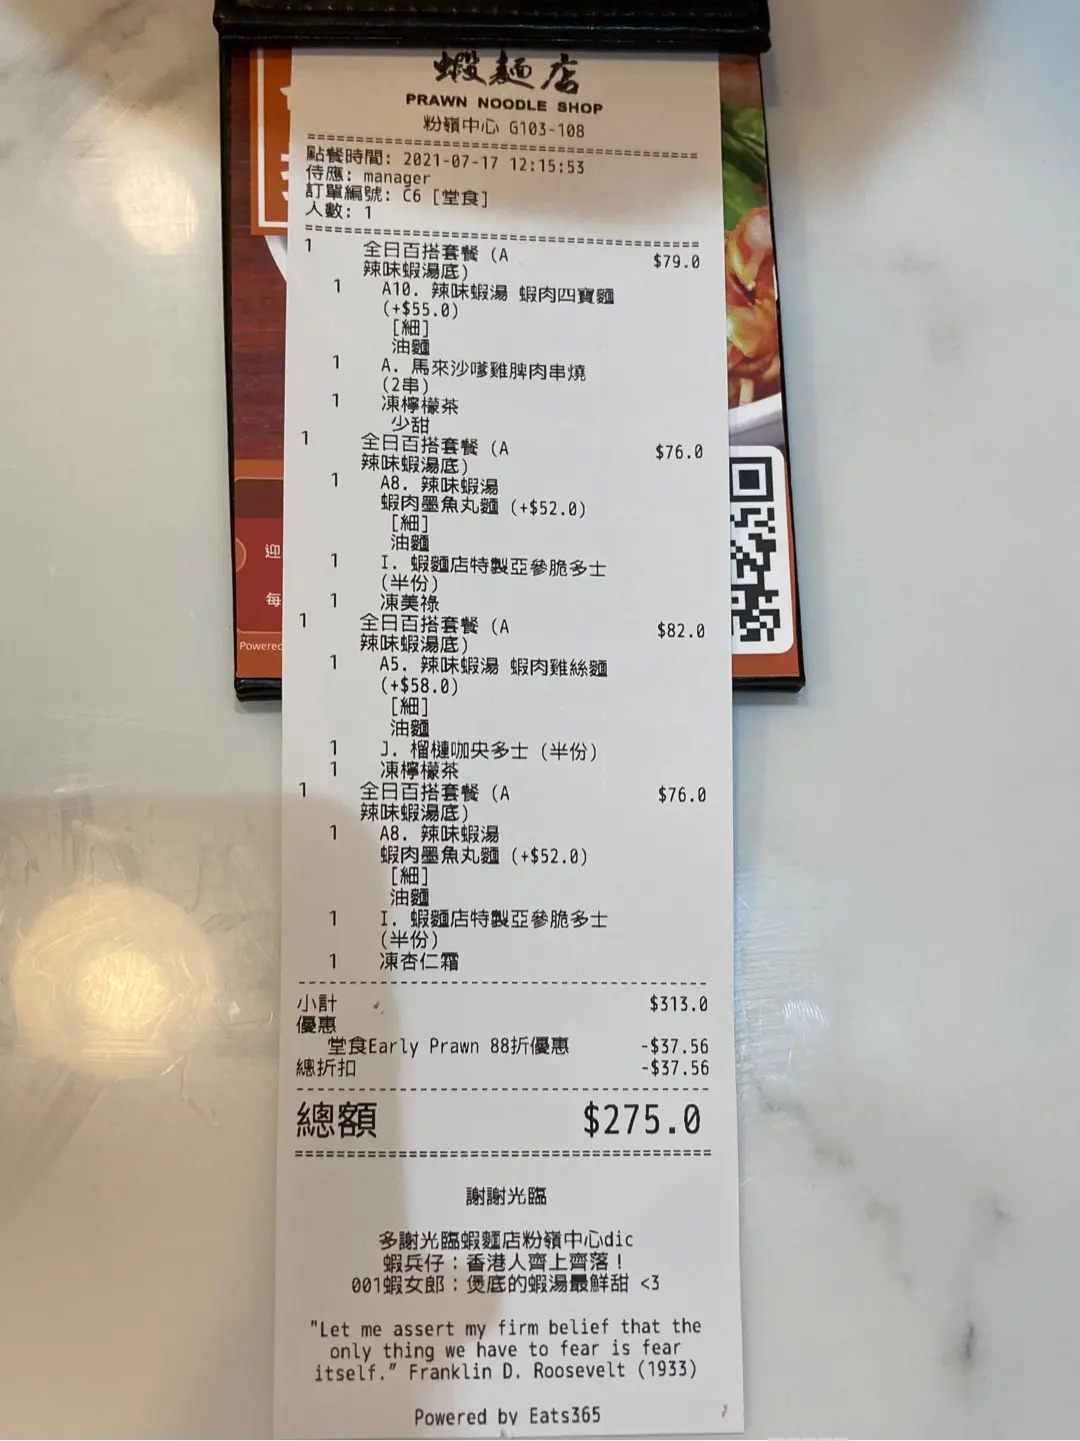 蝦麵店
PRAWN NOODLE SHOP
粉嶺中心 G103-108
點餐時間: 2021-07-17 12:15:53
侍應: manager
訂單編號: C6 [堂食]
人數: 1
1 全日百搭套餐 (A $79.0
辣味蝦湯底)
1 A10. 辣味蝦湯 蝦肉四寶麵
(+$55.0)
[細]
油麵
1 A. 馬來沙嗲雞脾肉串燒
(2串)
1 凍檸檬茶
少甜
1 全日百搭套餐 (A $76.0
辣味蝦湯底)
1 A8. 辣味蝦湯
蝦肉墨魚丸麵 (+$52.0)
[細]
油麵
1 I. 蝦麵店特製亞參脆多士
(半份)
1 凍美祿
1 全日百搭套餐 (A $82.0
辣味蝦湯底)
1 A5. 辣味蝦湯 蝦肉雞絲麵
(+$58.0)
[細]
油麵
1 J. 榴槤咖央多士 (半份)
1 凍檸檬茶
1 全日百搭套餐 (A $76.0
辣味蝦湯底)
1 A8. 辣味蝦湯
蝦肉墨魚丸麵 (+$52.0)
[細]
油麵
1 I. 蝦麵店特製亞參脆多士
(半份)
1 凍杏仁霜
小計 $313.0
優惠
堂食Early Prawn 88折優惠 -$37.56
總折扣 -$37.56
總額 $275.0
謝謝光臨
多謝光臨蝦麵店粉嶺中心dic
蝦兵仔：香港人齊上齊落！
001蝦女郎：煲底的蝦湯最鮮甜 <3
"Let me assert my firm belief that the
only thing we have to fear is fear
itself." Franklin D. Roosevelt (1933)
Powered by Eats365
迎
每
Powered